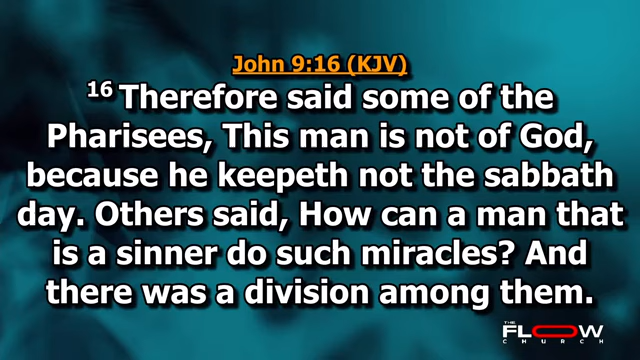 John 9:16 (KJV)
16 Therefore said some of the
Pharisees, This man is not of God,
because he keepeth not the sabbath
day. Others said, How can a man that
is a sinner do such miracles? And
there was a division among them.
THE
FLOW
CHURCH